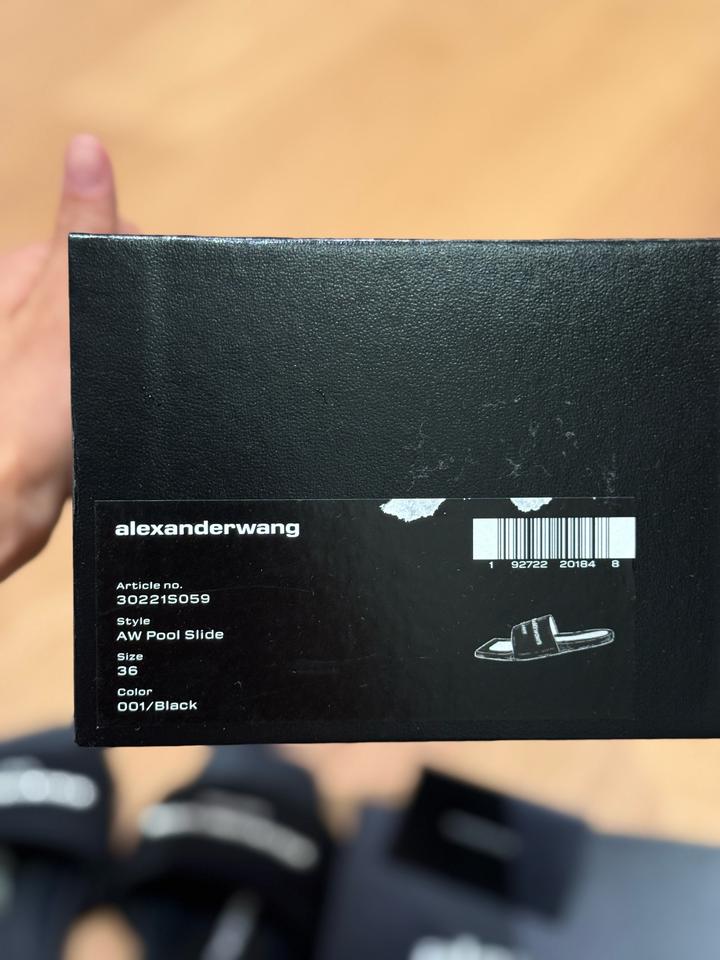 alexanderwang
Article no.
30221S059
Style
AW Pool Slide
Size
36
Color
001/Black
1 92722 20184 8